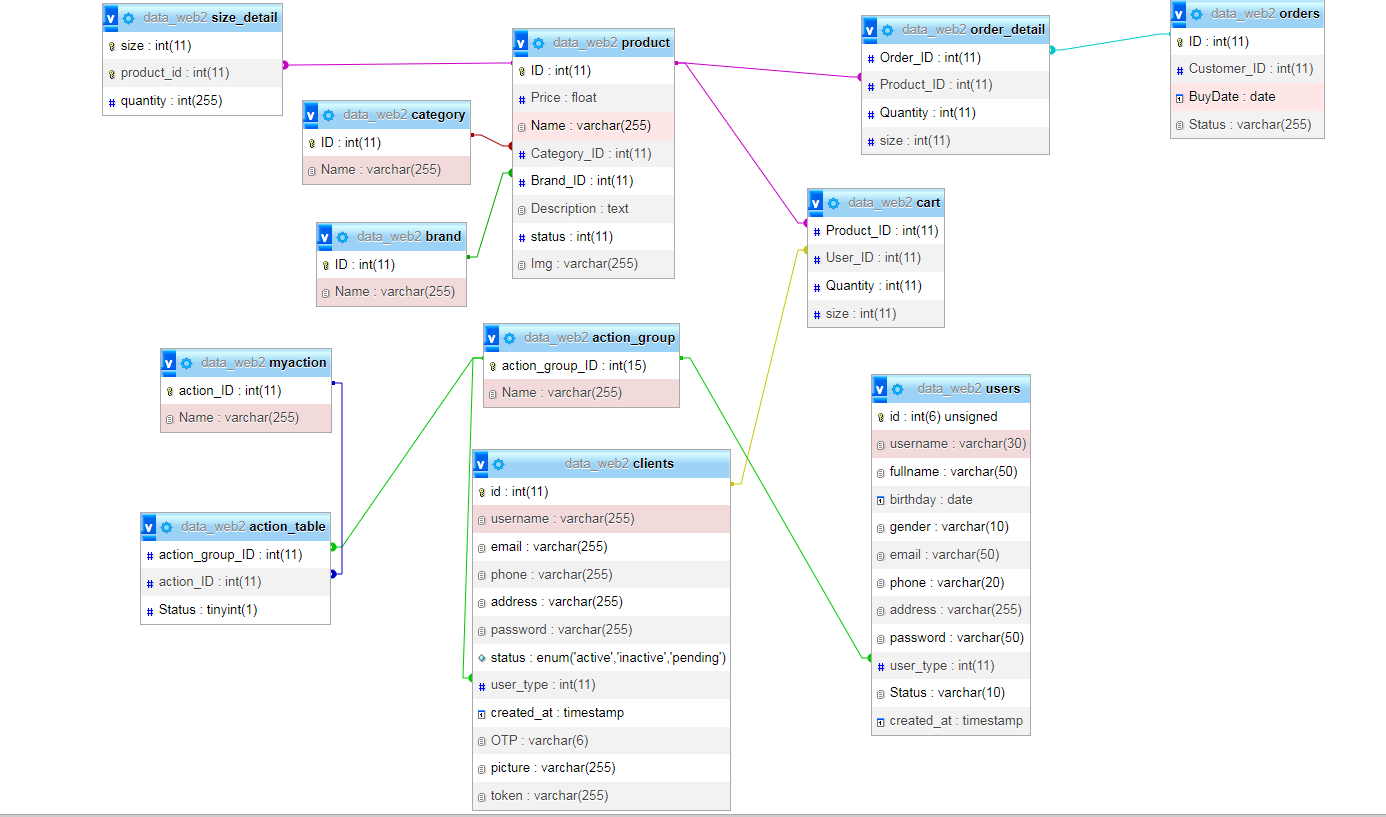 data_web2 size_detail
size : int(11)
product_id : int(11)
quantity : int(255)
data_web2 product
ID : int(11)
Price : float
Name : varchar(255)
Category_ID : int(11)
Brand_ID : int(11)
Description : text
status : int(11)
Img : varchar(255)
data_web2 order_detail
Order_ID : int(11)
Product_ID : int(11)
Quantity : int(11)
size : int(11)
data_web2 orders
ID : int(11)
Customer_ID : int(11)
BuyDate : date
Status : varchar(255)
data_web2 category
ID : int(11)
Name : varchar(255)
data_web2 brand
ID : int(11)
Name : varchar(255)
data_web2 cart
Product_ID : int(11)
User_ID : int(11)
Quantity : int(11)
size : int(11)
data_web2 myaction
action_ID : int(11)
Name : varchar(255)
data_web2 action_group
action_group_ID : int(15)
Name : varchar(255)
data_web2 users
id : int(6) unsigned
username : varchar(30)
fullname : varchar(50)
birthday : date
gender : varchar(10)
email : varchar(50)
phone : varchar(20)
address : varchar(255)
password : varchar(50)
user_type : int(11)
Status : varchar(10)
created_at : timestamp
data_web2 clients
id : int(11)
username : varchar(255)
email : varchar(255)
phone : varchar(255)
address : varchar(255)
password : varchar(255)
status : enum('active','inactive','pending')
user_type : int(11)
created_at : timestamp
OTP : varchar(6)
picture : varchar(255)
token : varchar(255)
data_web2 action_table
action_group_ID : int(11)
action_ID : int(11)
Status : tinyint(1)